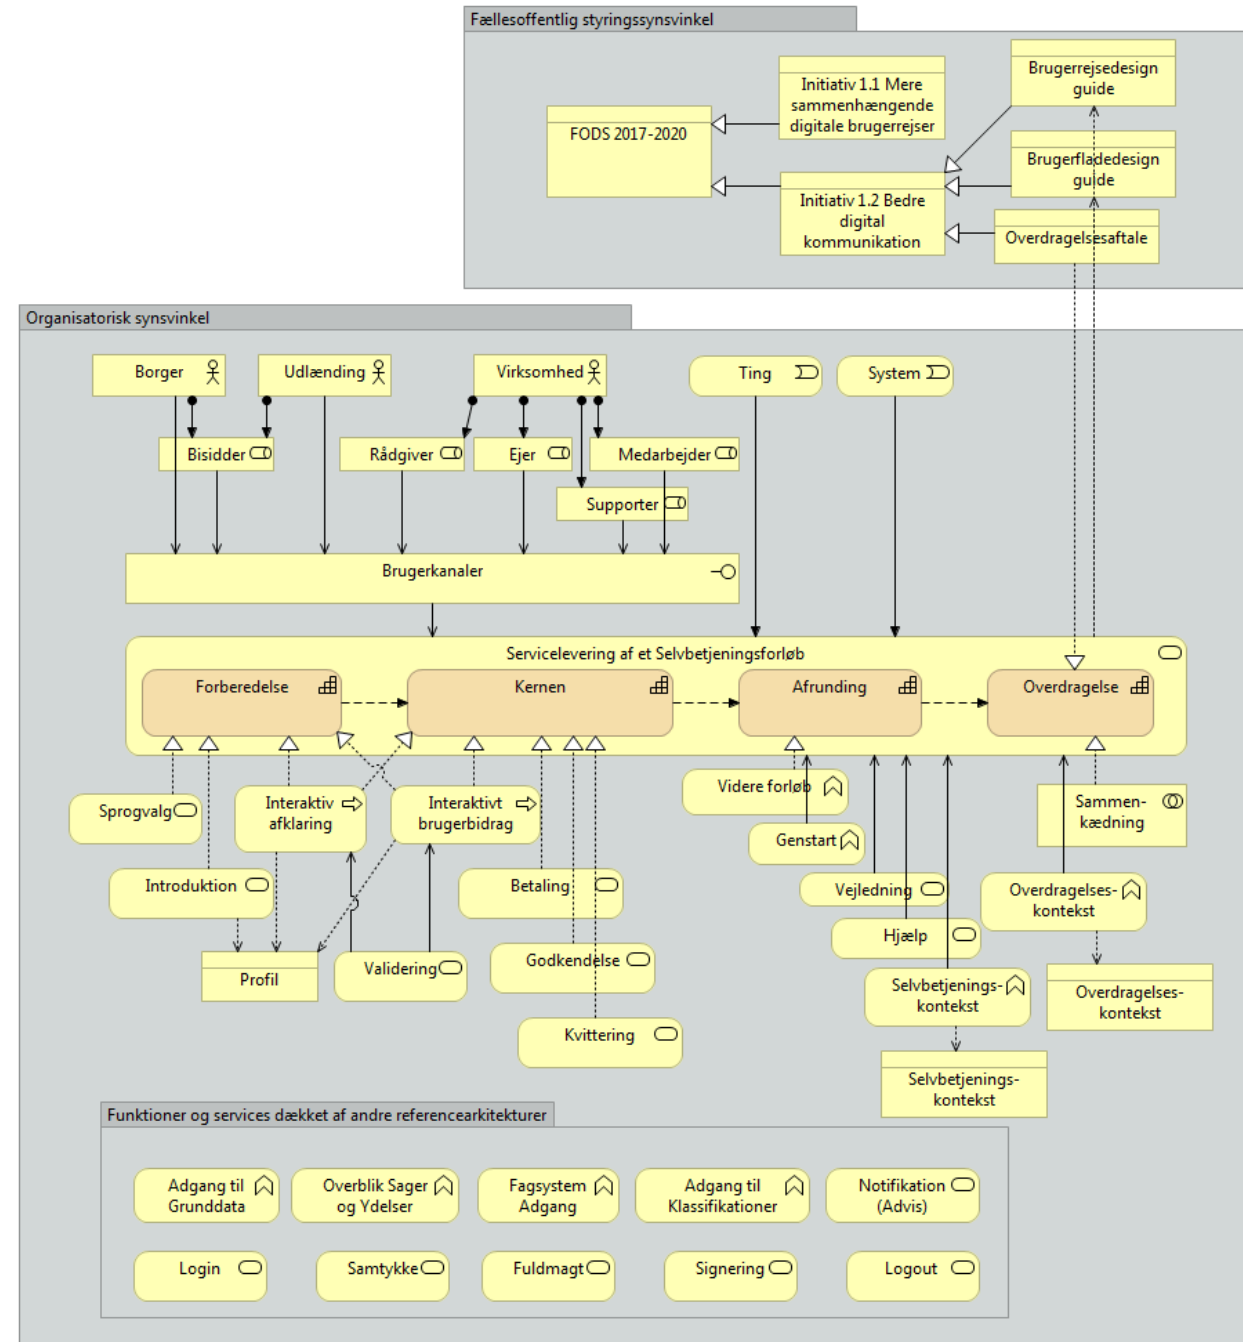 Fællesoffentlig styringssynsvinkel
Initiativ 1.1 Mere
sammenhængende
digitale brugerrejser
Brugerrejsedesign
guide
FODS 2017-2020
Brugerfladedesign
guide
Initiativ 1.2 Bedre
digital
kommunikation
Overdragelsesaftale
Organisatorisk synsvinkel
Borger
Udlænding
Virksomhed
Ting
System
Bisidder
Rådgiver
Ejer
Medarbejder
Supporter
Brugerkanaler
Servicelevering af et Selvbetjeningsforløb
Forberedelse
Kernen
Afrunding
Overdragelse
Sprogvalg
Interaktiv
afklaring
Interaktivt
brugerbidrag
Videre forløb
Sammen-
kædning
Genstart
Introduktion
Betaling
Vejledning
Overdragelses-
kontekst
Hjælp
Profil
Validering
Godkendelse
Selvbetjenings-
kontekst
Overdragelses-
kontekst
Kvittering
Selvbetjenings-
kontekst
Funktioner og services dækket af andre referencearkitekturer
Adgang til
Grunddata
Overblik Sager
og Ydelser
Fagsystem
Adgang
Adgang til
Klassifikationer
Notifikation
(Advis)
Login
Samtykke
Fuldmagt
Signering
Logout